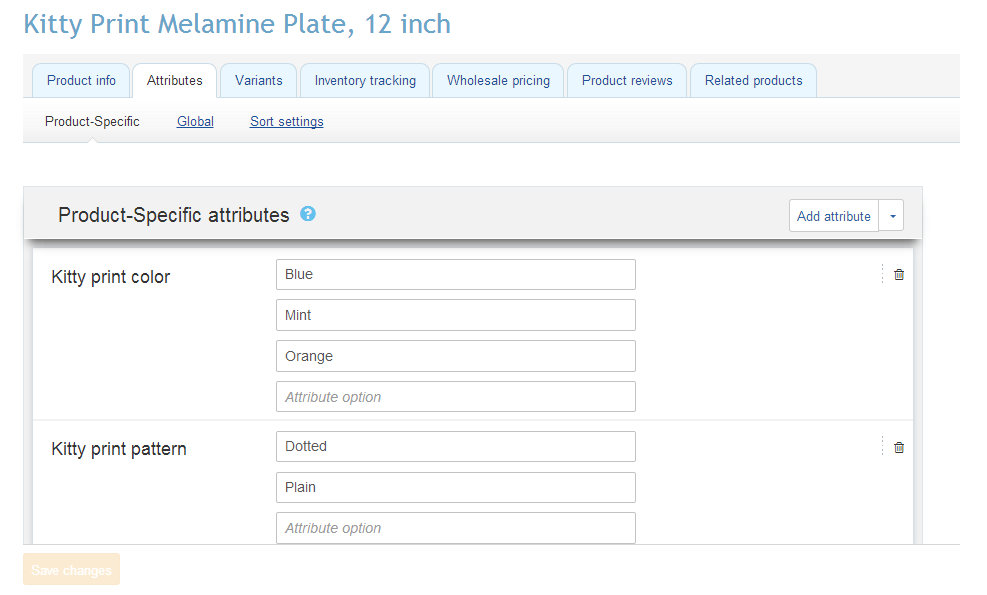 Kitty Print Melamine Plate, 12 inch
Product info Attributes Variants Inventory tracking Wholesale pricing Product reviews Related products
Product-Specific Global Sort settings
Product-Specific attributes ? Add attribute
Kitty print color Blue
Mint
Orange
Attribute option
Kitty print pattern Dotted
Plain
Attribute option
Save changes